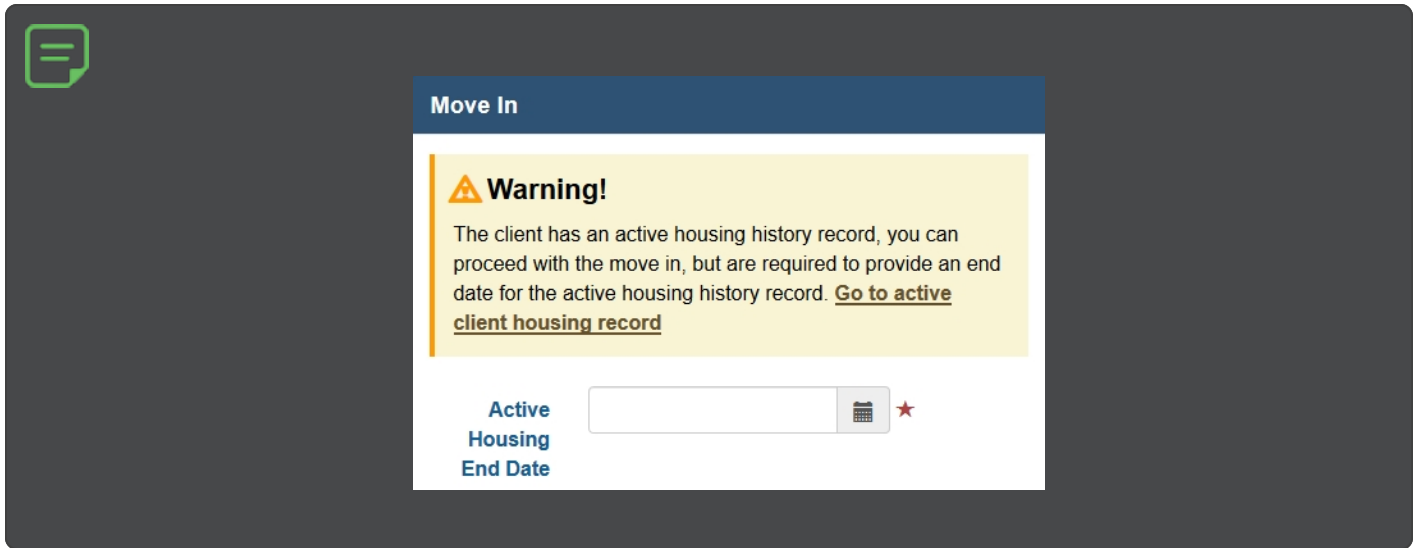 Move In
Warning!
The client has an active housing history record, you can
proceed with the move in, but are required to provide an end
date for the active housing history record. Go to active
client housing record
Active
Housing
End Date